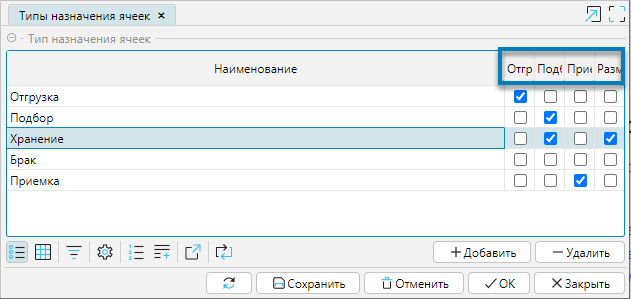 Типы назначения ячеек
Тип назначения ячеек
Наименование Отгр Подб Прие Разм
Отгрузка
Подбор
Хранение
Брак
Приемка
Добавить Удалить
Сохранить Отменить OK Закрыть